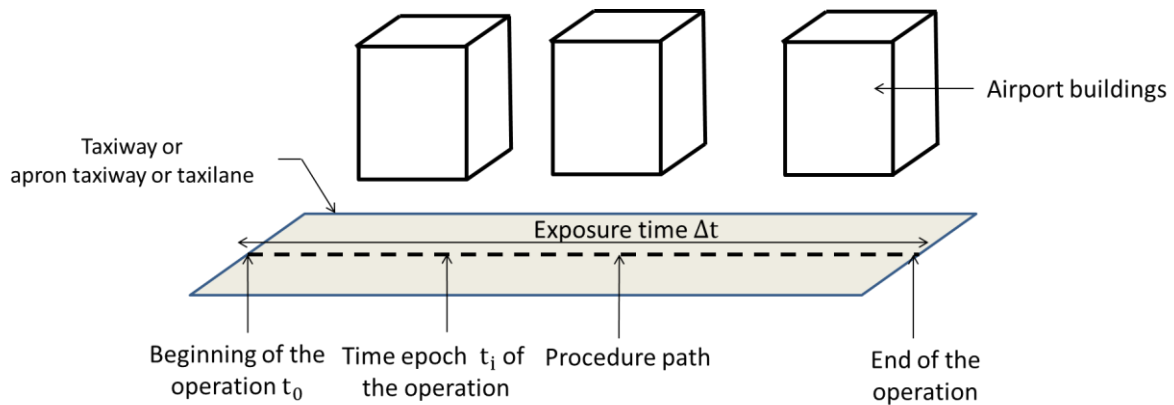 Airport buildings
Taxiway or
apron taxiway or taxilane
Exposure time Δt
Beginning of the
operation t₀
Time epoch tᵢ of
the operation
Procedure path
End of the
operation